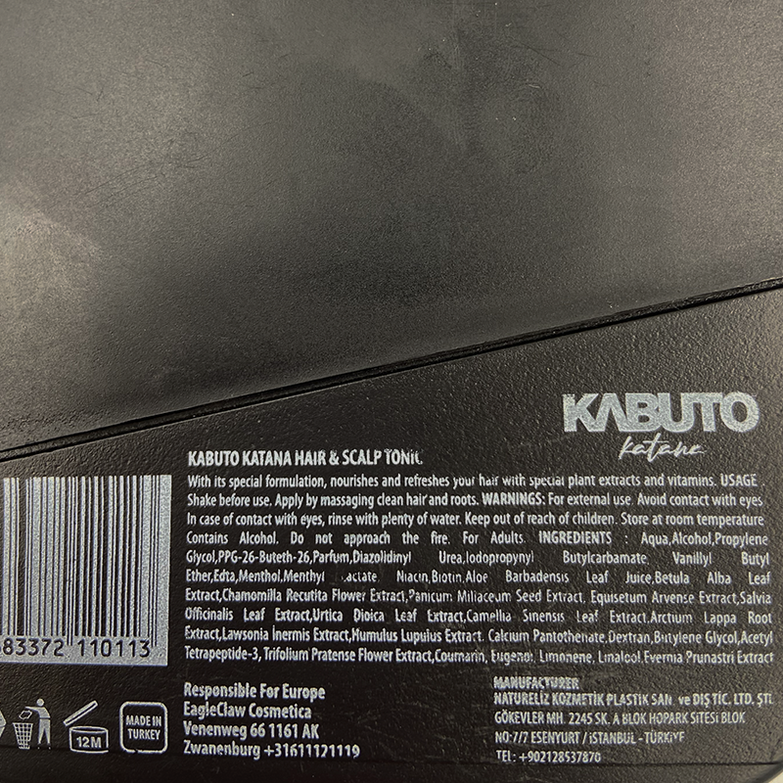 KABUTO
katana
KABUTO KATANA HAIR & SCALP TONIC
With its special formulation, nourishes and refreshes your hair with special plant extracts and vitamins. USAGE
Shake before use. Apply by massaging clean hair and roots. WARNINGS: For external use. Avoid contact with eyes
In case of contact with eyes, rinse with plenty of water. Keep out of reach of children. Store at room temperature
Contains Alcohol. Do not approach the fire. For Adults. INGREDIENTS : Aqua,Alcohol,Propylene
Glycol,PPG-26-Buteth-26,Parfum,Diazolidinyl Urea,Iodopropynyl Butylcarbamate, Vanillyl Butyl
Ether,Edta,Menthol,Menthyl Lactate, Niacin,Biotin,Aloe Barbadensis Leaf Juice,Betula Alba Leaf
Extract,Chamomilla Recutita Flower Extract,Panicum Miliaceum Seed Extract, Equisetum Arvense Extract,Salvia
Officinalis Leaf Extract,Urtica Dioica Leaf Extract,Camellia Sinensis Leaf Extract,Arctium Lappa Root
Extract,Lawsonia Inermis Extract,Humulus Lupulus Extract. Calcium Pantothenate,Dextran,Butylene Glycol,Acetyl
Tetrapeptide-3, Trifolium Pratense Flower Extract,Coumarin, Eugenol, Limonene, Linalool,Evernia Prunastri Extract
83372 110113
12M
MADE IN
TURKEY
Responsible For Europe
EagleClaw Cosmetica
Venenweg 66 1161 AK
Zwanenburg +31611121119
MANUFACTURER
NATURELİZ KOZMETİK PLASTİK SAN. ve DIŞ TİC. LTD. ŞTİ.
GÖKEVLER MH. 2245 SK. A BLOK HOPARK SİTESİ BLOK
NO:7/7 ESENYURT / İSTANBUL - TÜRKİYE
TEL: +902128537870